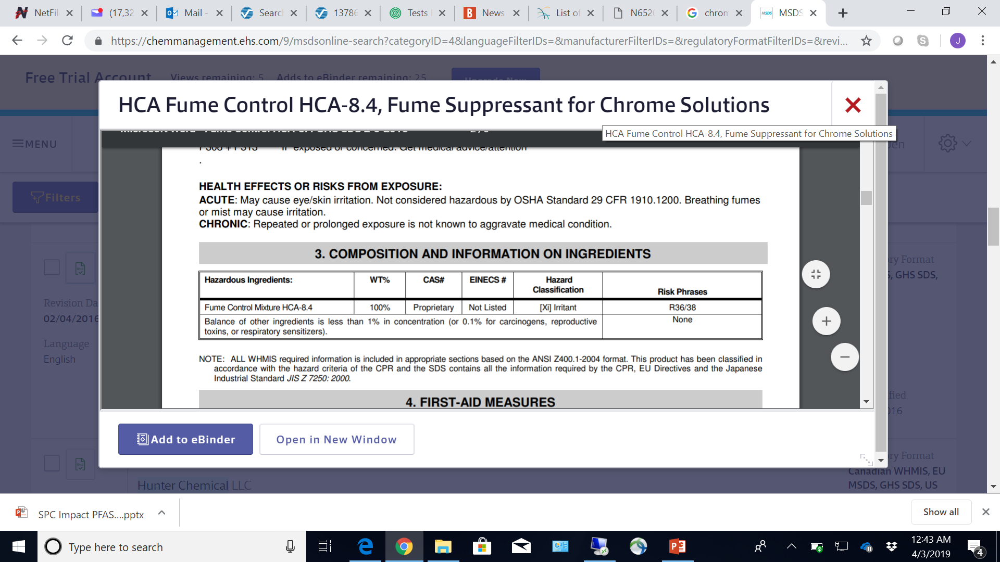 NetFil
(17,32
Mail -
Searc
13786
Tests
News
List of
N652
chrom
MSDS
https://chemmanagement.ehs.com/9/msdsonline-search?categoryID=4&languageFilterIDs=&manufacturerFilterIDs=&regulatoryFormatFilterIDs=&revi...
J
Free Trial Account
Views remaining: 5
Adds to eBinder remaining: 25
Upgrade Now
HCA Fume Control HCA-8.4, Fume Suppressant for Chrome Solutions
HCA Fume Control HCA-8.4, Fume Suppressant for Chrome Solutions
MENU
P308 + P313 IF exposed or concerned: Get medical advice/attention
.
HEALTH EFFECTS OR RISKS FROM EXPOSURE:
ACUTE: May cause eye/skin irritation. Not considered hazardous by OSHA Standard 29 CFR 1910.1200. Breathing fumes
or mist may cause irritation.
CHRONIC: Repeated or prolonged exposure is not known to aggravate medical condition.
Filters
3. COMPOSITION AND INFORMATION ON INGREDIENTS
Hazardous Ingredients: WT% CAS# EINECS # Hazard
Classification
Risk Phrases
Fume Control Mixture HCA-8.4 100% Proprietary Not Listed [Xi] Irritant R36/38
Balance of other ingredients is less than 1% in concentration (or 0.1% for carcinogens, reproductive None
toxins, or respiratory sensitizers).
NOTE: ALL WHMIS required information is included in appropriate sections based on the ANSI Z400.1-2004 format. This product has been classified in
accordance with the hazard criteria of the CPR and the SDS contains all the information required by the CPR, EU Directives and the Japanese
Industrial Standard JIS Z 7250: 2000.
4. FIRST-AID MEASURES
Revision Da
02/04/2016
Language
English
ry Format
, GHS SDS,
fied
016
Add to eBinder
Open in New Window
ry Format
Canadian WHMIS, EU
MSDS, GHS SDS, US
Hunter Chemical LLC
SPC Impact PFAS....pptx
Show all
Type here to search
12:43 AM
4/3/2019
4